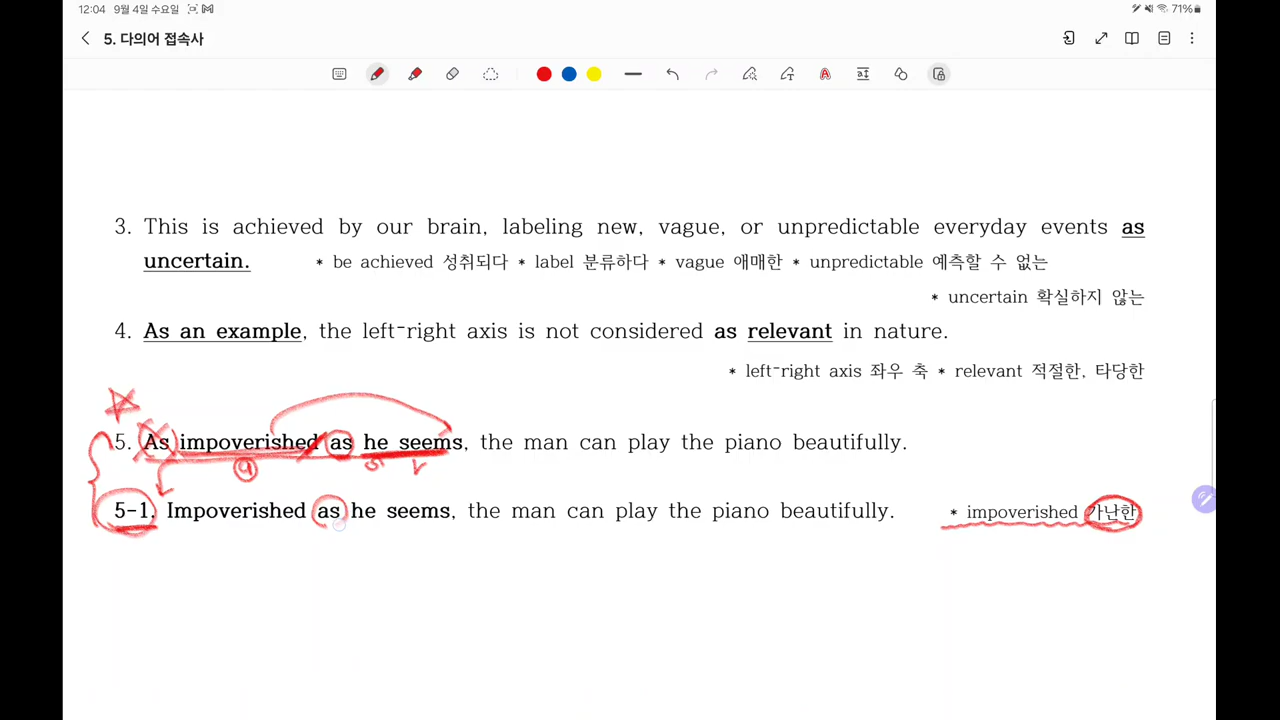 12:04 9월 4일 수요일 71%
5. 다의어 접속사
3. This is achieved by our brain, labeling new, vague, or unpredictable everyday events as
uncertain. * be achieved 성취되다 * label 분류하다 * vague 애매한 * unpredictable 예측할 수 없는
* uncertain 확실하지 않는
4. As an example, the left-right axis is not considered as relevant in nature.
* left-right axis 좌우 축 * relevant 적절한, 타당한
5. As impoverished as he seems, the man can play the piano beautifully.
a S V
5-1. Impoverished as he seems, the man can play the piano beautifully. * impoverished 가난한